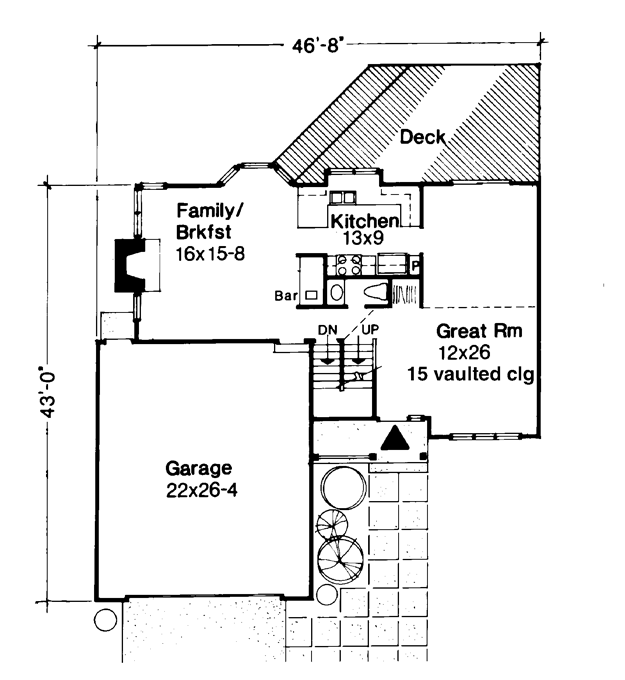 46'-8"
Deck
Family/
Brkfst
16x15-8
Kitchen
13x9
P
Bar
DN
UP
Great Rm
12x26
15 vaulted clg
43'-0"
Garage
22x26-4